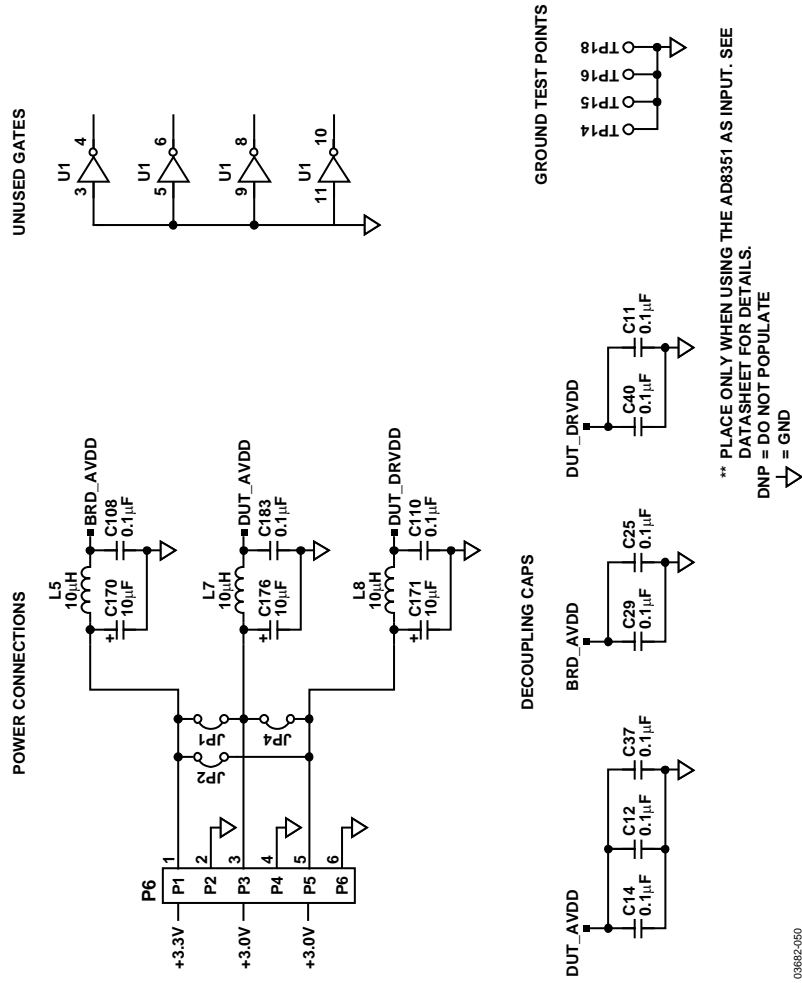 POWER CONNECTIONS
P6
+3.3V
P1
1
P2
2
+3.0V
P3
3
P4
4
+3.0V
P5
5
P6
6
JP2
JP1
JP4
L5
10µH
C170
10µF
+
BRD_AVDD
C108
0.1µF
L7
10µH
C176
10µF
+
DUT_AVDD
C183
0.1µF
L8
10µH
C171
10µF
+
DUT_DRVDD
C110
0.1µF
UNUSED GATES
U1
3
4
U1
5
6
U1
9
8
U1
11
10
DECOUPLING CAPS
DUT_AVDD
C14
0.1µF
C12
0.1µF
C37
0.1µF
BRD_AVDD
C29
0.1µF
C25
0.1µF
DUT_DRVDD
C40
0.1µF
C11
0.1µF
GROUND TEST POINTS
TP14
TP15
TP16
TP18
** PLACE ONLY WHEN USING THE AD8351 AS INPUT. SEE
DATASHEET FOR DETAILS.
DNP = DO NOT POPULATE
= GND
03682-050